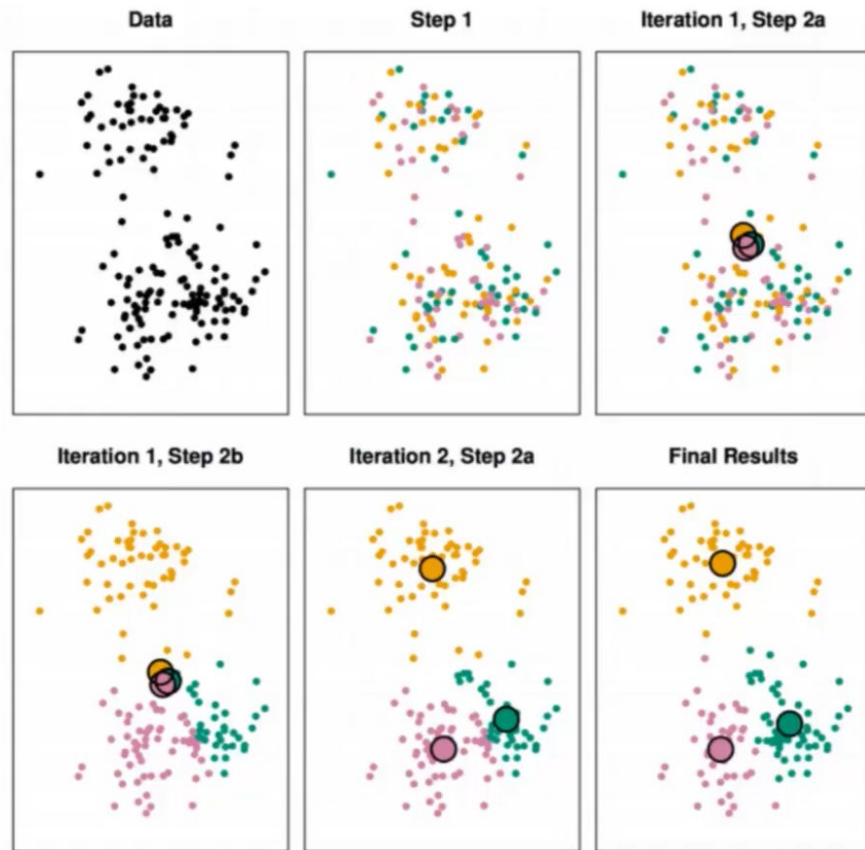 Data
Step 1
Iteration 1, Step 2a
Iteration 1, Step 2b
Iteration 2, Step 2a
Final Results